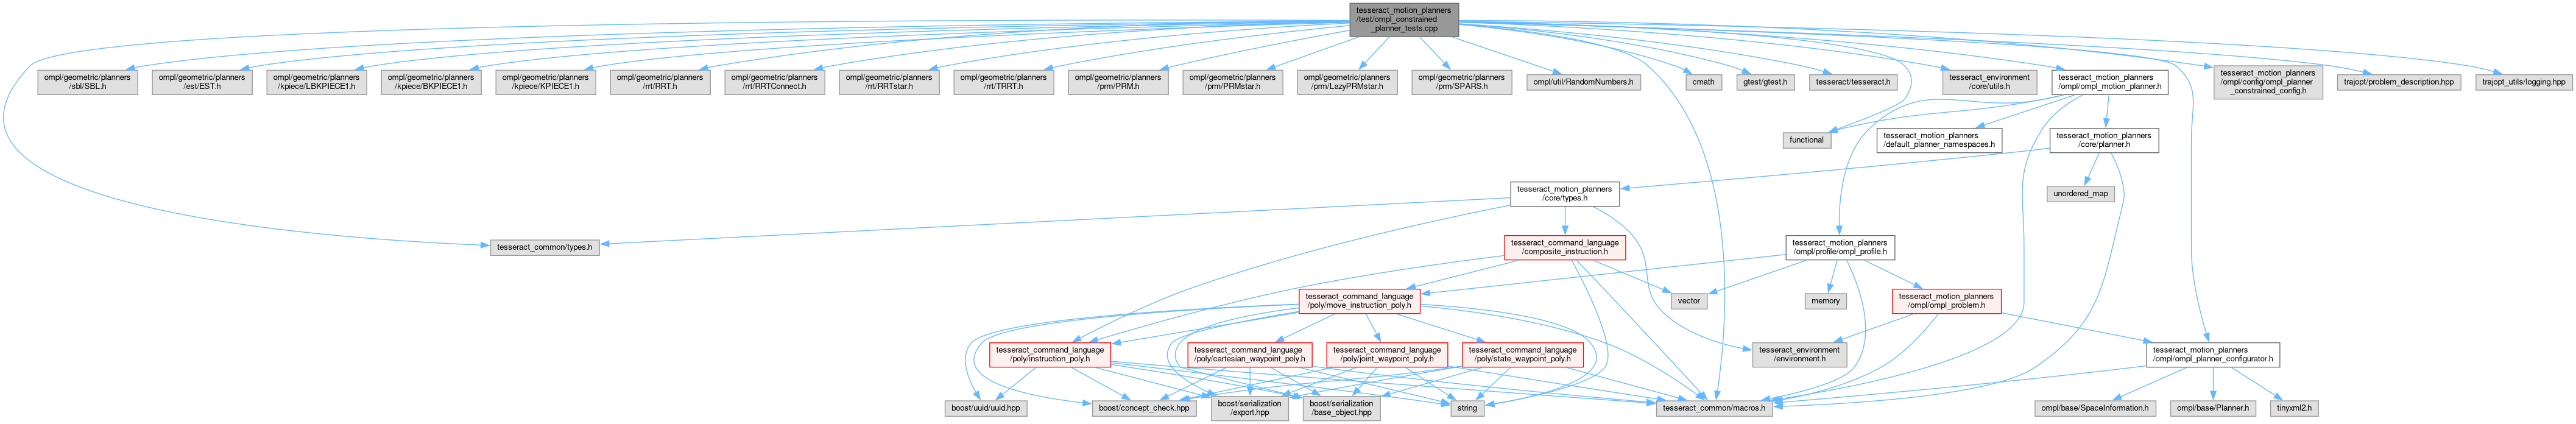 tesseract_motion_planners
/test/ompl_constrained
_planner_tests.cpp
ompl/geometric/planners
/sbl/SBL.h
ompl/geometric/planners
/est/EST.h
ompl/geometric/planners
/kpiece/LBKPIECE1.h
ompl/geometric/planners
/kpiece/BKPIECE1.h
ompl/geometric/planners
/kpiece/KPIECE1.h
ompl/geometric/planners
/rrt/RRT.h
ompl/geometric/planners
/rrt/RRTConnect.h
ompl/geometric/planners
/rrt/RRTstar.h
ompl/geometric/planners
/rrt/TRRT.h
ompl/geometric/planners
/prm/PRM.h
ompl/geometric/planners
/prm/PRMstar.h
ompl/geometric/planners
/prm/LazyPRMstar.h
ompl/geometric/planners
/prm/SPARS.h
ompl/util/RandomNumbers.h
cmath
gtest/gtest.h
tesseract/tesseract.h
tesseract_environment
/core/utils.h
tesseract_motion_planners
/ompl/ompl_motion_planner.h
tesseract_motion_planners
/ompl/config/ompl_planner
_constrained_config.h
trajopt/problem_description.hpp
trajopt_utils/logging.hpp
functional
tesseract_motion_planners
/default_planner_namespaces.h
tesseract_motion_planners
/core/planner.h
tesseract_motion_planners
/core/types.h
unordered_map
tesseract_common/types.h
tesseract_command_language
/composite_instruction.h
tesseract_motion_planners
/ompl/profile/ompl_profile.h
tesseract_command_language
/poly/move_instruction_poly.h
vector
memory
tesseract_motion_planners
/ompl/ompl_problem.h
tesseract_command_language
/poly/instruction_poly.h
tesseract_command_language
/poly/cartesian_waypoint_poly.h
tesseract_command_language
/poly/joint_waypoint_poly.h
tesseract_command_language
/poly/state_waypoint_poly.h
tesseract_environment
/environment.h
tesseract_motion_planners
/ompl/ompl_planner_configurator.h
boost/uuid/uuid.hpp
boost/concept_check.hpp
boost/serialization
/export.hpp
boost/serialization
/base_object.hpp
string
tesseract_common/macros.h
ompl/base/SpaceInformation.h
ompl/base/Planner.h
tinyxml2.h